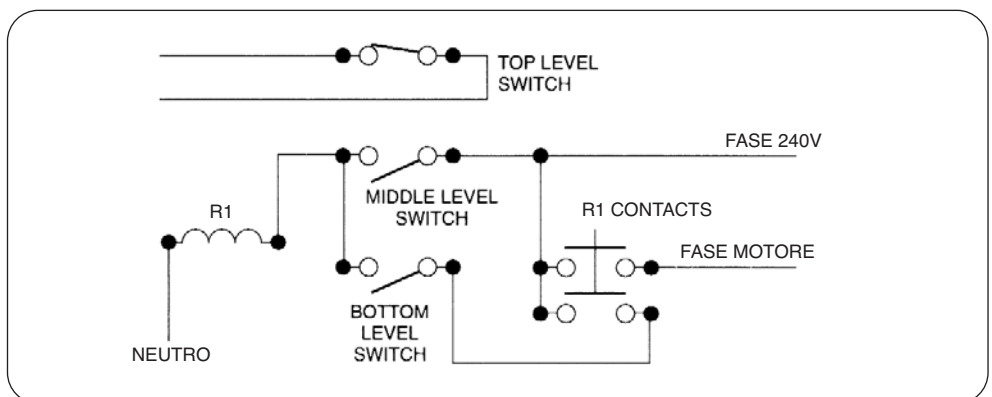 TOP LEVEL
SWITCH
FASE 240V
MIDDLE LEVEL
SWITCH
R1
R1 CONTACTS
FASE MOTORE
BOTTOM
LEVEL
SWITCH
NEUTRO